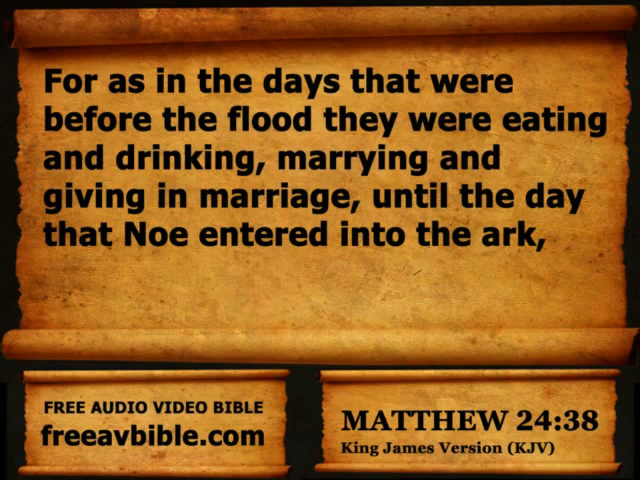 For as in the days that were
before the flood they were eating
and drinking, marrying and
giving in marriage, until the day
that Noe entered into the ark,
FREE AUDIO VIDEO BIBLE
freeavbible.com
MATTHEW 24:38
King James Version (KJV)